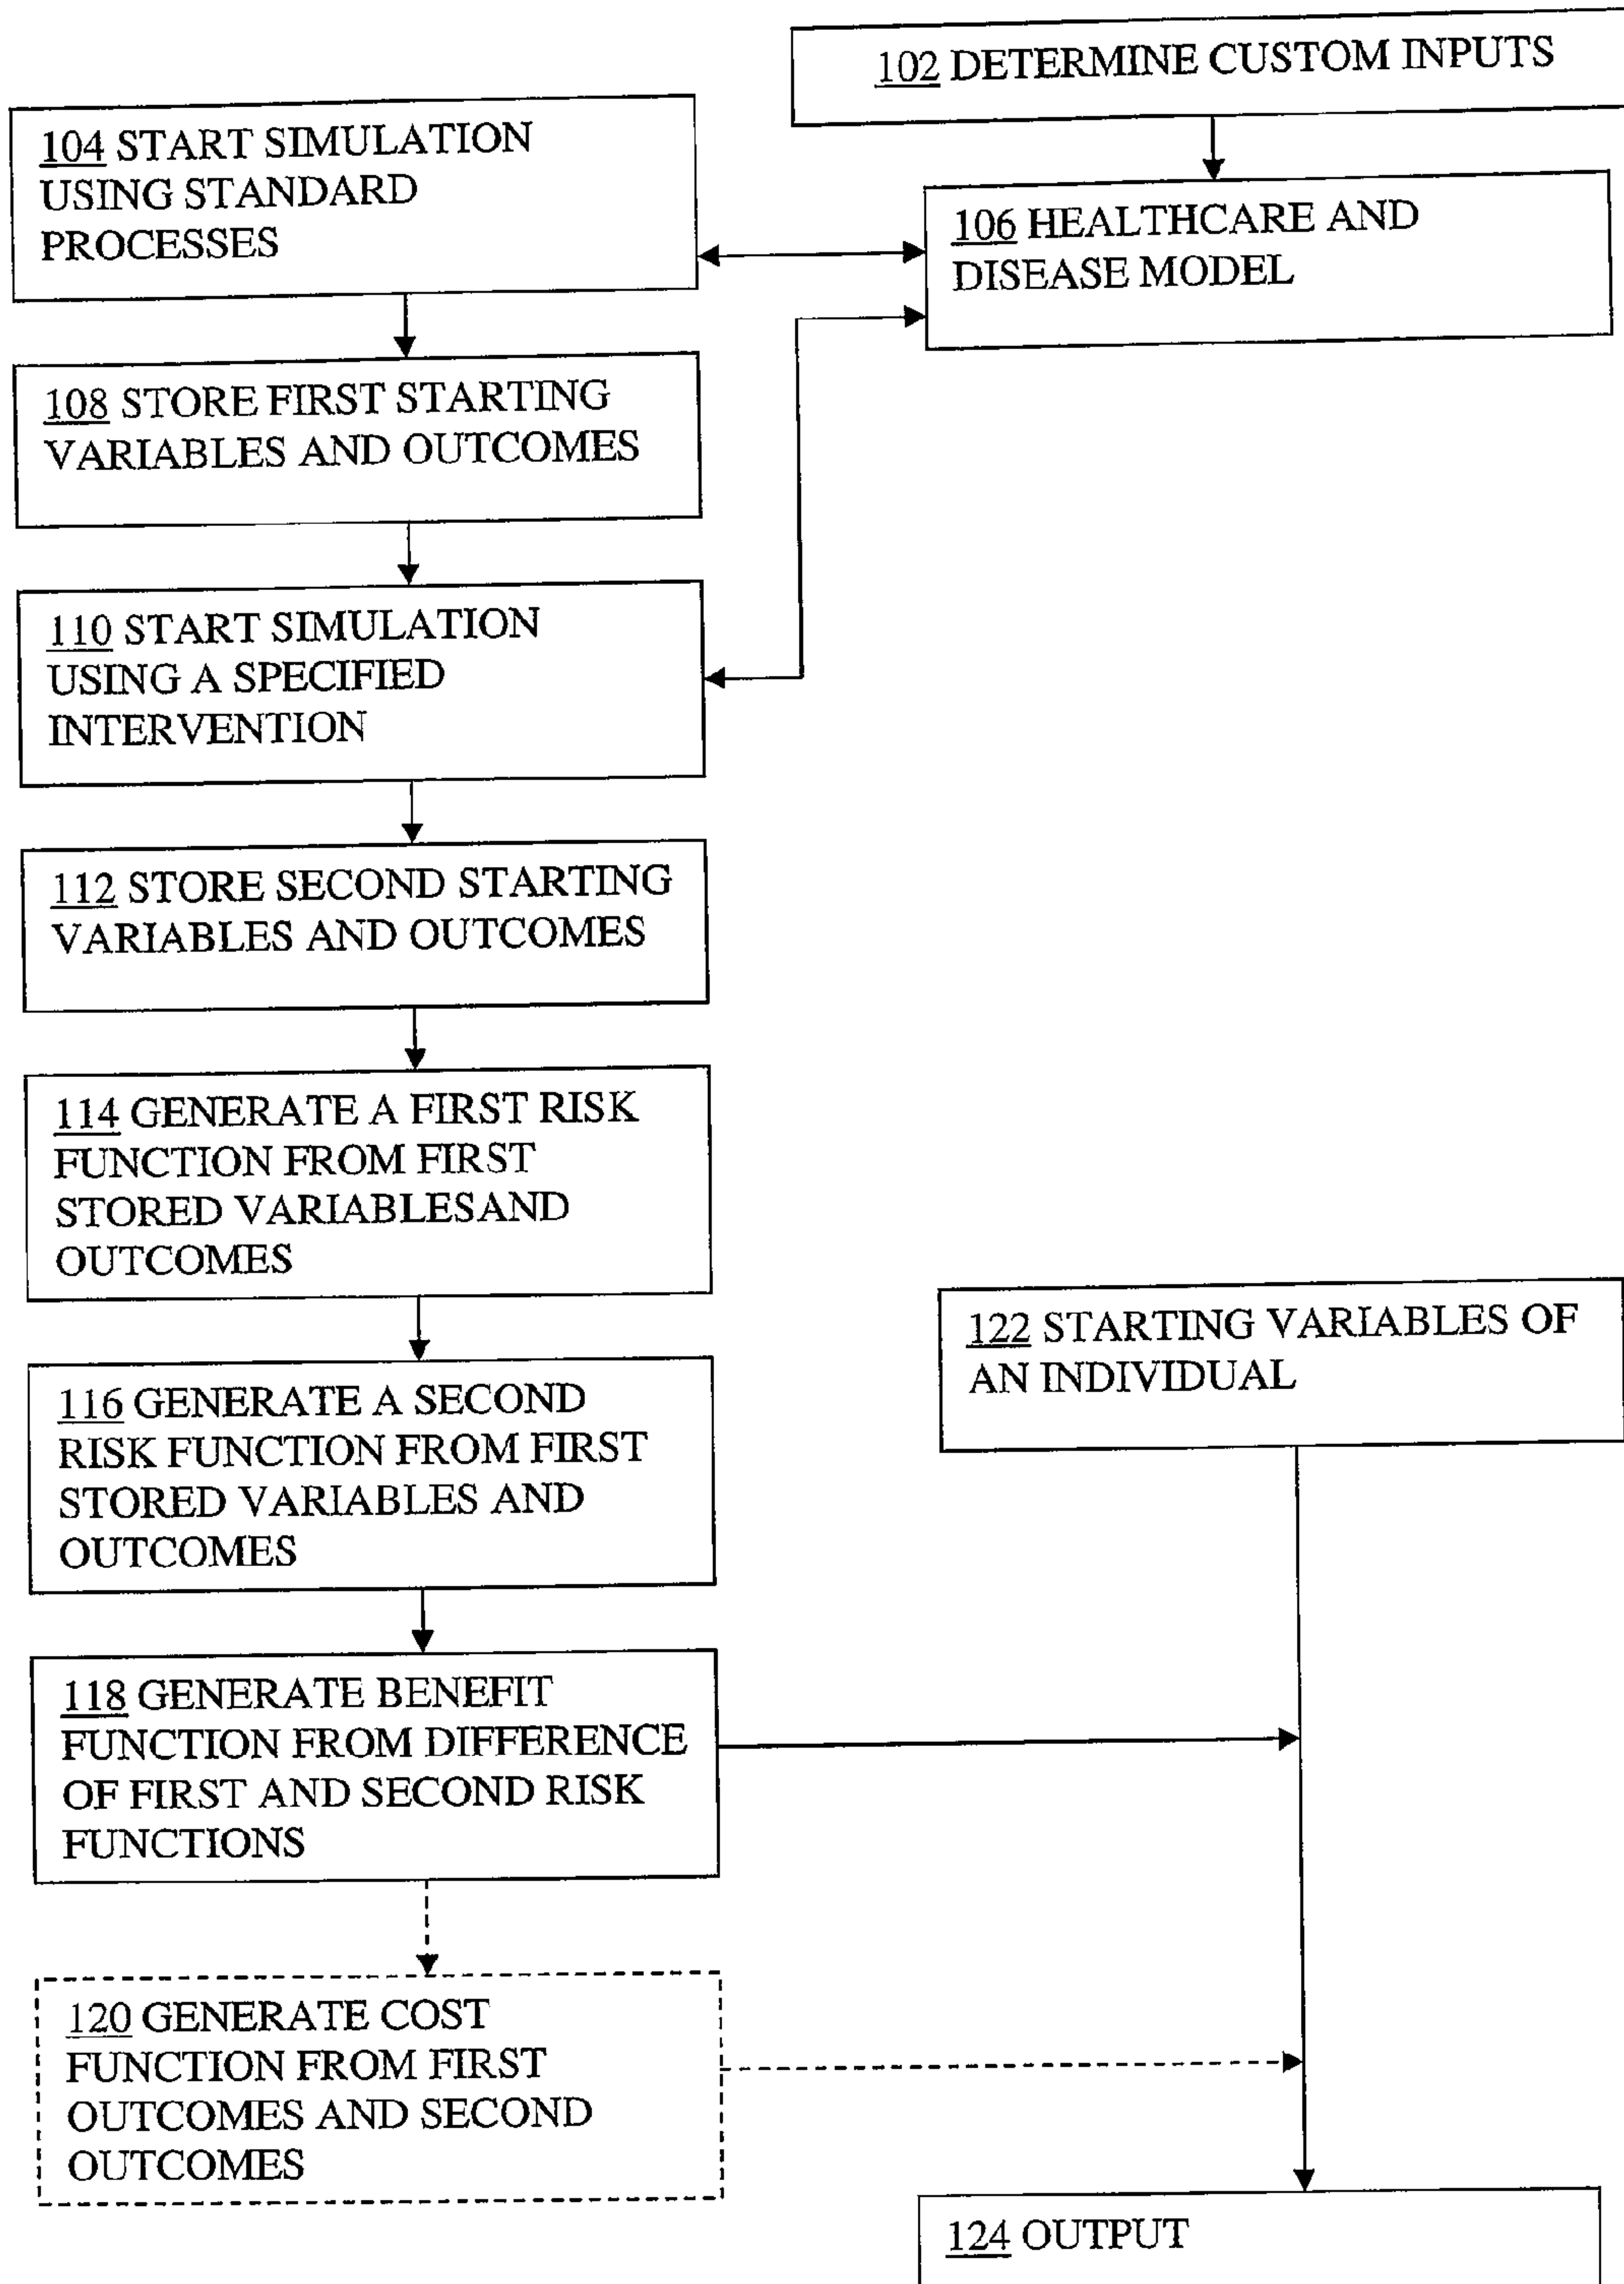 102 DETERMINE CUSTOM INPUTS
104 START SIMULATION
USING STANDARD
PROCESSES
106 HEALTHCARE AND
DISEASE MODEL
108 STORE FIRST STARTING
VARIABLES AND OUTCOMES
110 START SIMULATION
USING A SPECIFIED
INTERVENTION
112 STORE SECOND STARTING
VARIABLES AND OUTCOMES
114 GENERATE A FIRST RISK
FUNCTION FROM FIRST
STORED VARIABLESAND
OUTCOMES
116 GENERATE A SECOND
RISK FUNCTION FROM FIRST
STORED VARIABLES AND
OUTCOMES
118 GENERATE BENEFIT
FUNCTION FROM DIFFERENCE
OF FIRST AND SECOND RISK
FUNCTIONS
120 GENERATE COST
FUNCTION FROM FIRST
OUTCOMES AND SECOND
OUTCOMES
122 STARTING VARIABLES OF
AN INDIVIDUAL
124 OUTPUT